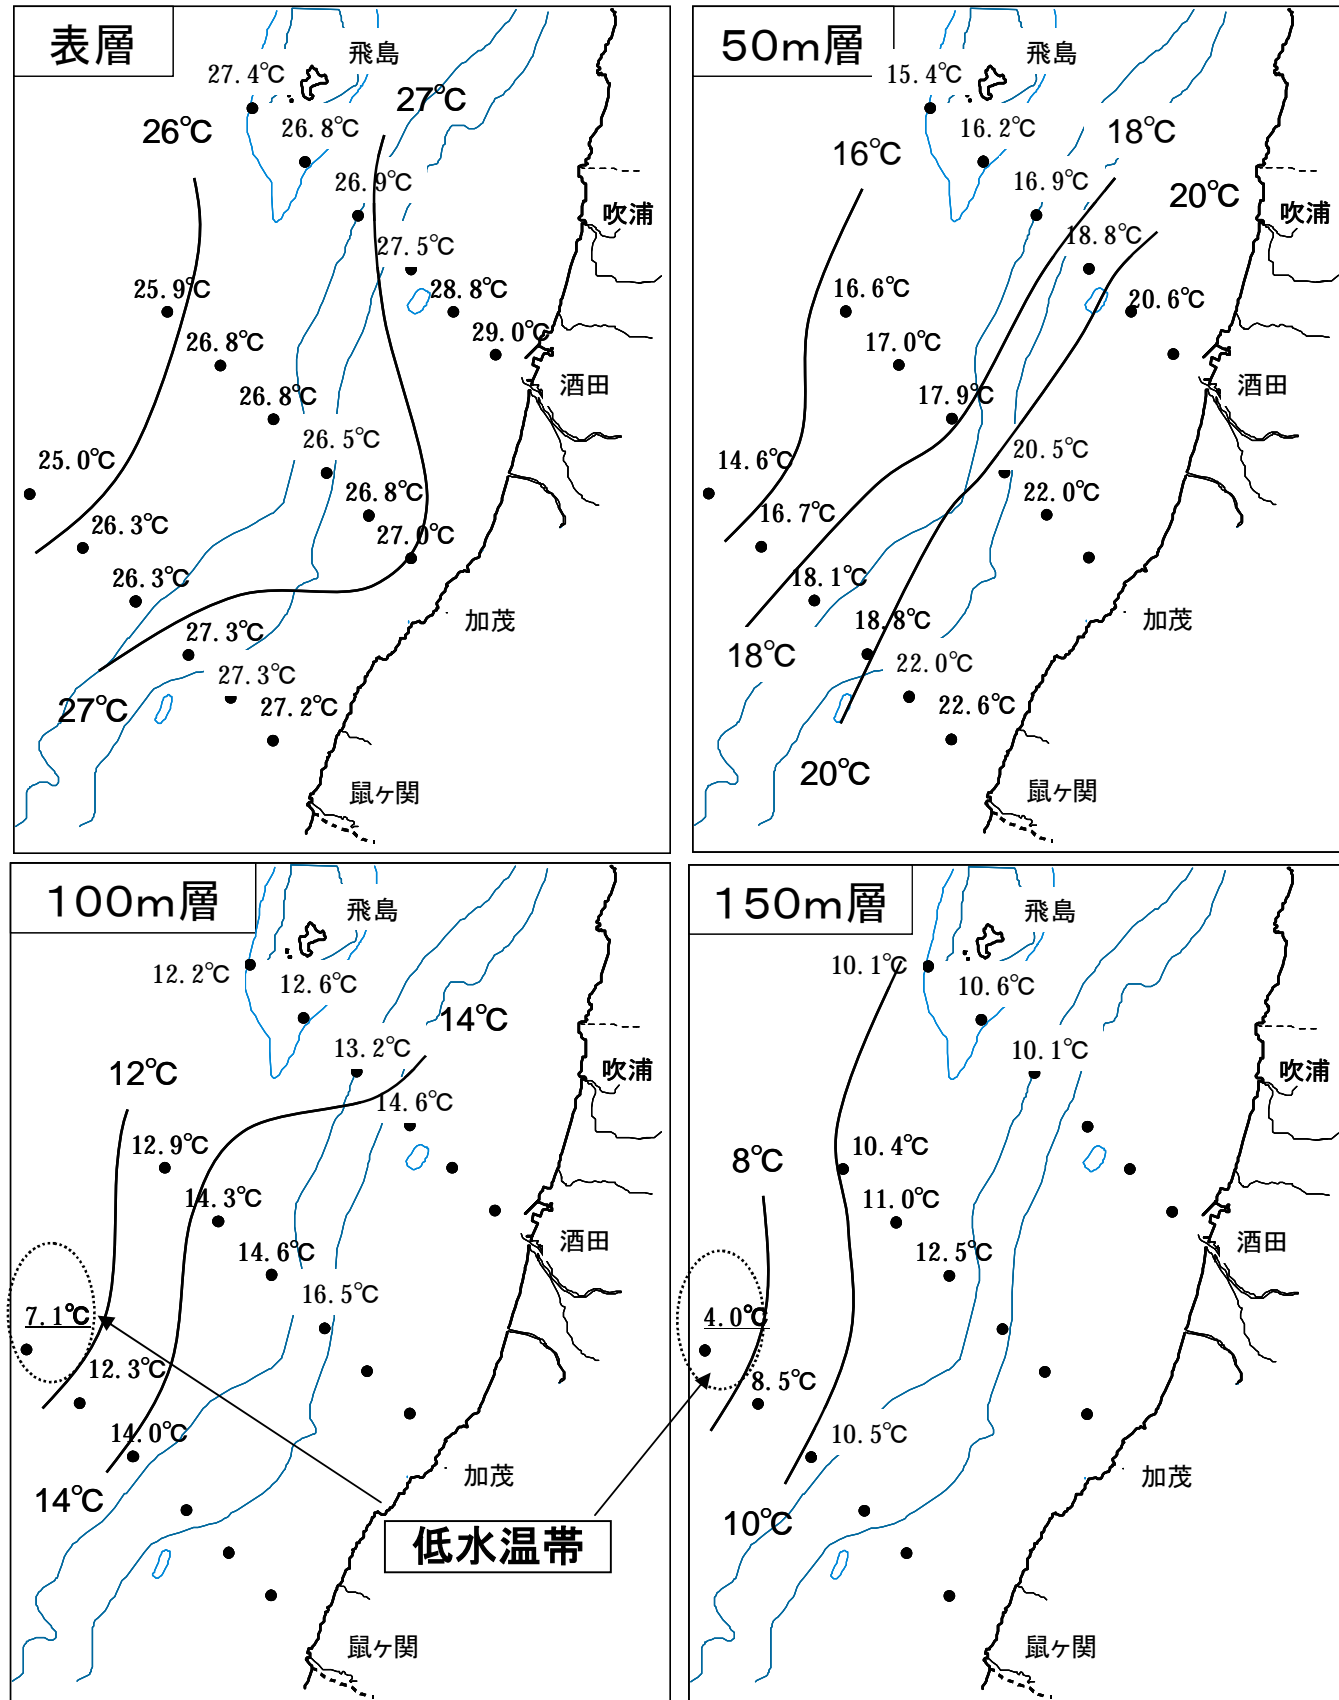 表層
飛島
27.4℃
27℃
26℃
26.8℃
26.9℃
吹浦
27.5℃
25.9℃
28.8℃
29.0℃
26.8℃
酒田
26.8℃
26.5℃
25.0℃
26.8℃
26.3℃
27.0℃
26.3℃
加茂
27.3℃
27.3℃
27℃
27.2℃
鼠ヶ関
50m層
飛島
15.4℃
16.2℃
18℃
16℃
16.9℃
20℃
吹浦
18.8℃
16.6℃
20.6℃
17.0℃
酒田
17.9℃
20.5℃
14.6℃
22.0℃
16.7℃
18.1℃
18.8℃
加茂
18℃
22.0℃
22.6℃
20℃
鼠ヶ関
100m層
飛島
12.2℃
12.6℃
14℃
13.2℃
12℃
吹浦
14.6℃
12.9℃
14.3℃
酒田
14.6℃
16.5℃
7.1℃
12.3℃
14.0℃
加茂
14℃
低水温帯
鼠ヶ関
150m層
飛島
10.1℃
10.6℃
10.1℃
吹浦
10.4℃
8℃
11.0℃
酒田
12.5℃
4.0℃
8.5℃
10.5℃
加茂
10℃
鼠ヶ関